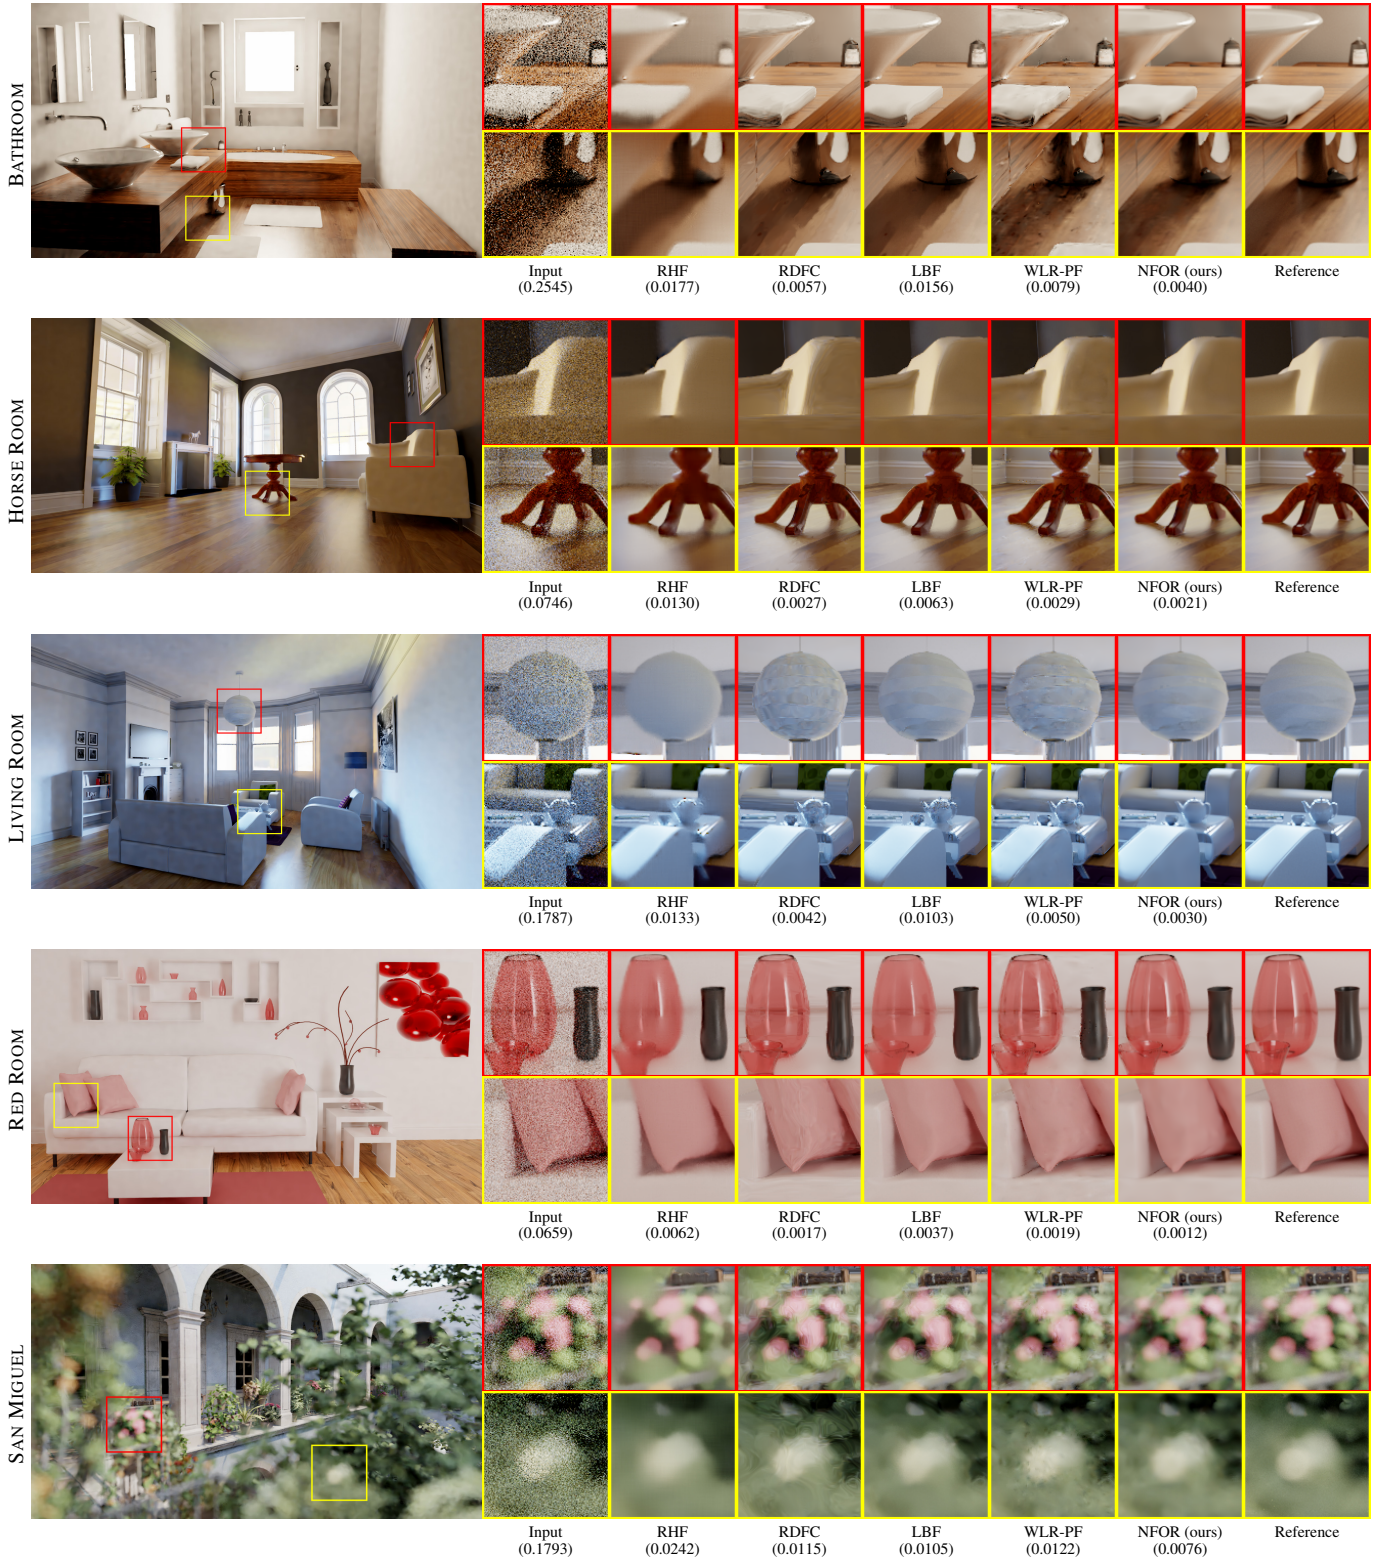 BATHROOM
Input RHF RDFC LBF WLR-PF NFOR (ours) Reference
(0.2545) (0.0177) (0.0057) (0.0156) (0.0079) (0.0040)
HORSE ROOM
Input RHF RDFC LBF WLR-PF NFOR (ours) Reference
(0.0746) (0.0130) (0.0027) (0.0063) (0.0029) (0.0021)
LIVING ROOM
Input RHF RDFC LBF WLR-PF NFOR (ours) Reference
(0.1787) (0.0133) (0.0042) (0.0103) (0.0050) (0.0030)
RED ROOM
Input RHF RDFC LBF WLR-PF NFOR (ours) Reference
(0.0659) (0.0062) (0.0017) (0.0037) (0.0019) (0.0012)
SAN MIGUEL
Input RHF RDFC LBF WLR-PF NFOR (ours) Reference
(0.1793) (0.0242) (0.0115) (0.0105) (0.0122) (0.0076)